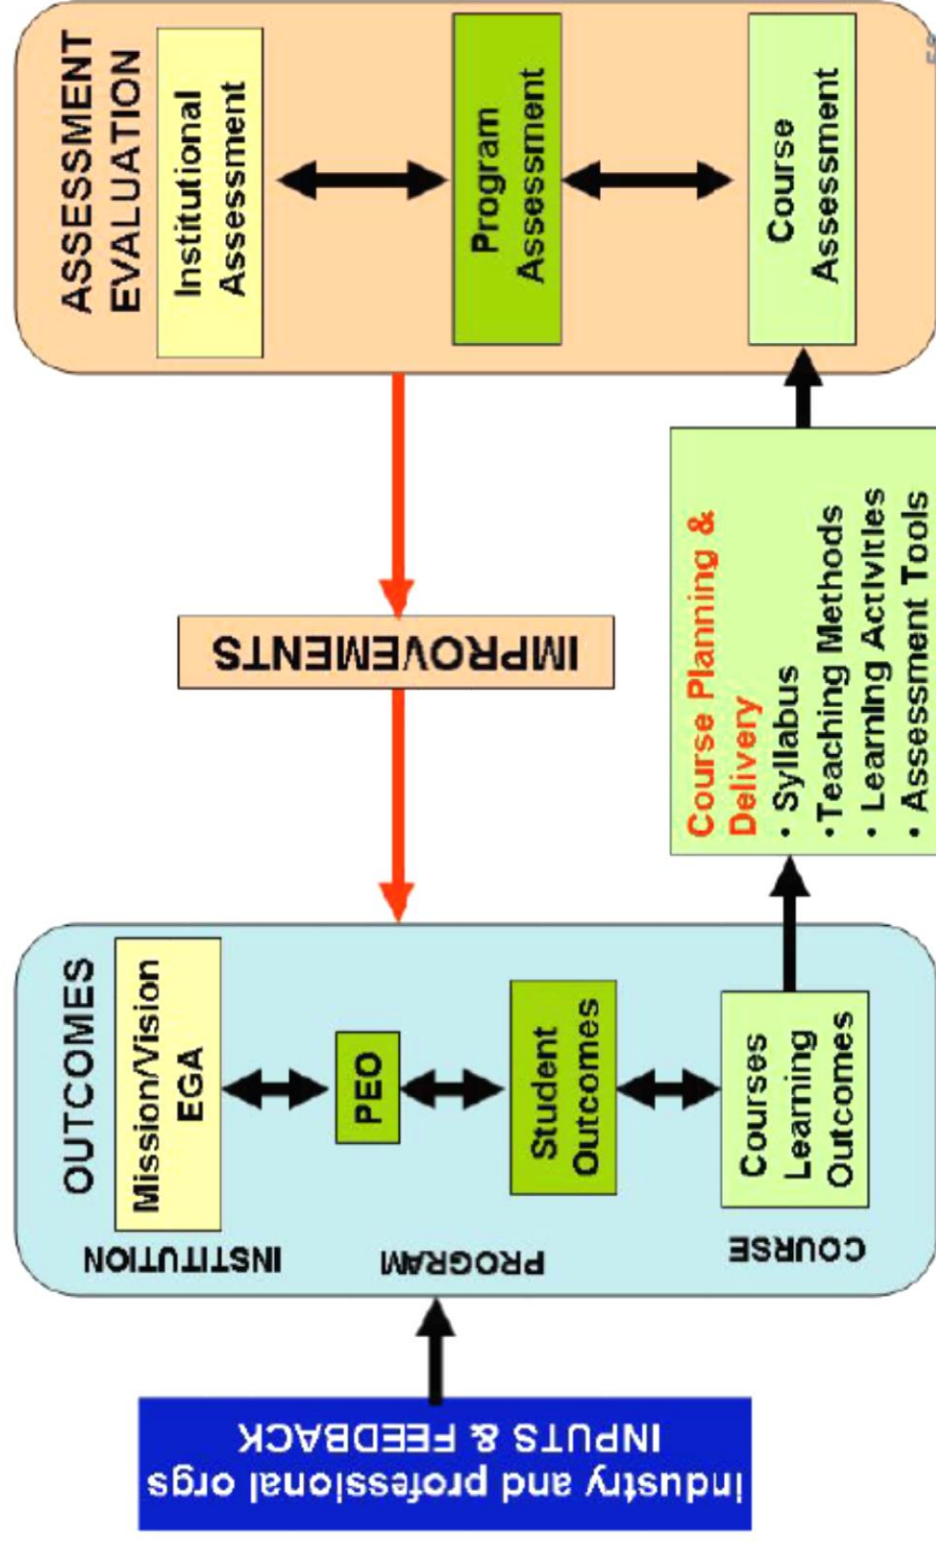 Industry and professional orgs
INPUTS & FEEDBACK
OUTCOMES
INSTITUTION
Mission/Vision
EGA
PROGRAM
PEO
Student
Outcomes
COURSE
Courses
Learning
Outcomes
IMPROVEMENTS
Course Planning &
Delivery
• Syllabus
• Teaching Methods
• Learning Activities
• Assessment Tools
ASSESSMENT
EVALUATION
Institutional
Assessment
Program
Assessment
Course
Assessment